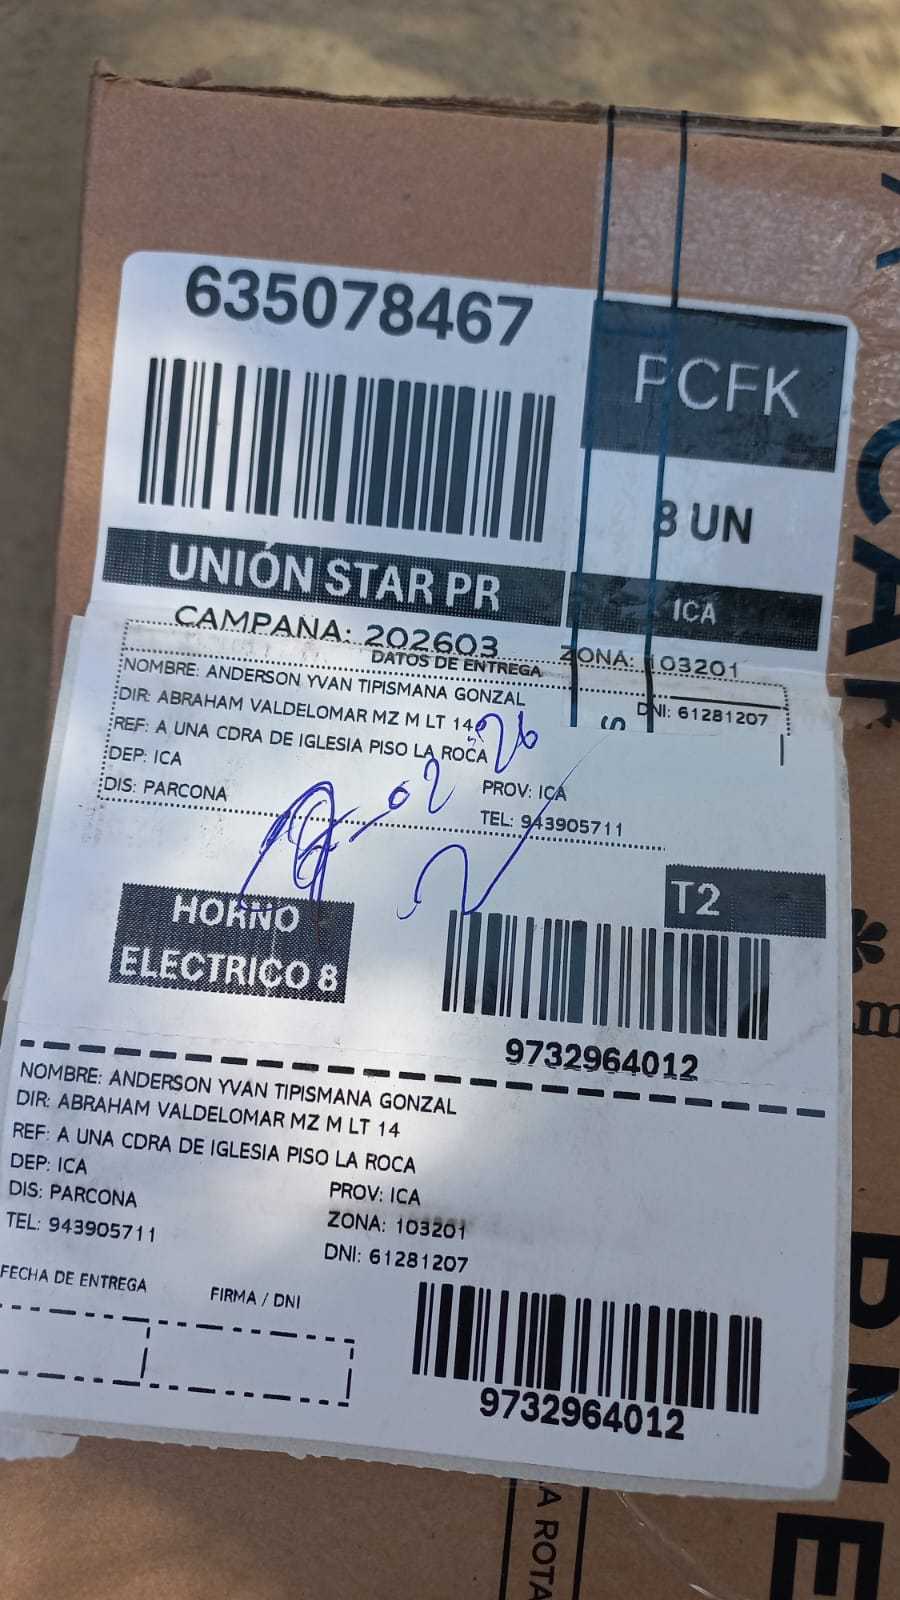 635078467
PCFK
8 UN
UNIÓN STAR PR
ICA
CAMPAÑA: 202603
ZONA: 103201
DATOS DE ENTREGA
NOMBRE: ANDERSON YVAN TIPISMANA GONZAL
DNI: 61281207
DIR: ABRAHAM VALDELOMAR MZ M LT 14
REF: A UNA CDRA DE IGLESIA PISO LA ROCA
DEP: ICA
PROV: ICA
DIS: PARCONA
TEL: 943905711
T2
HORNO
ELECTRICO 8
9732964012
NOMBRE: ANDERSON YVAN TIPISMANA GONZAL
DIR: ABRAHAM VALDELOMAR MZ M LT 14
REF: A UNA CDRA DE IGLESIA PISO LA ROCA
DEP: ICA
PROV: ICA
DIS: PARCONA
ZONA: 103201
TEL: 943905711
DNI: 61281207
FECHA DE ENTREGA
FIRMA / DNI
9732964012